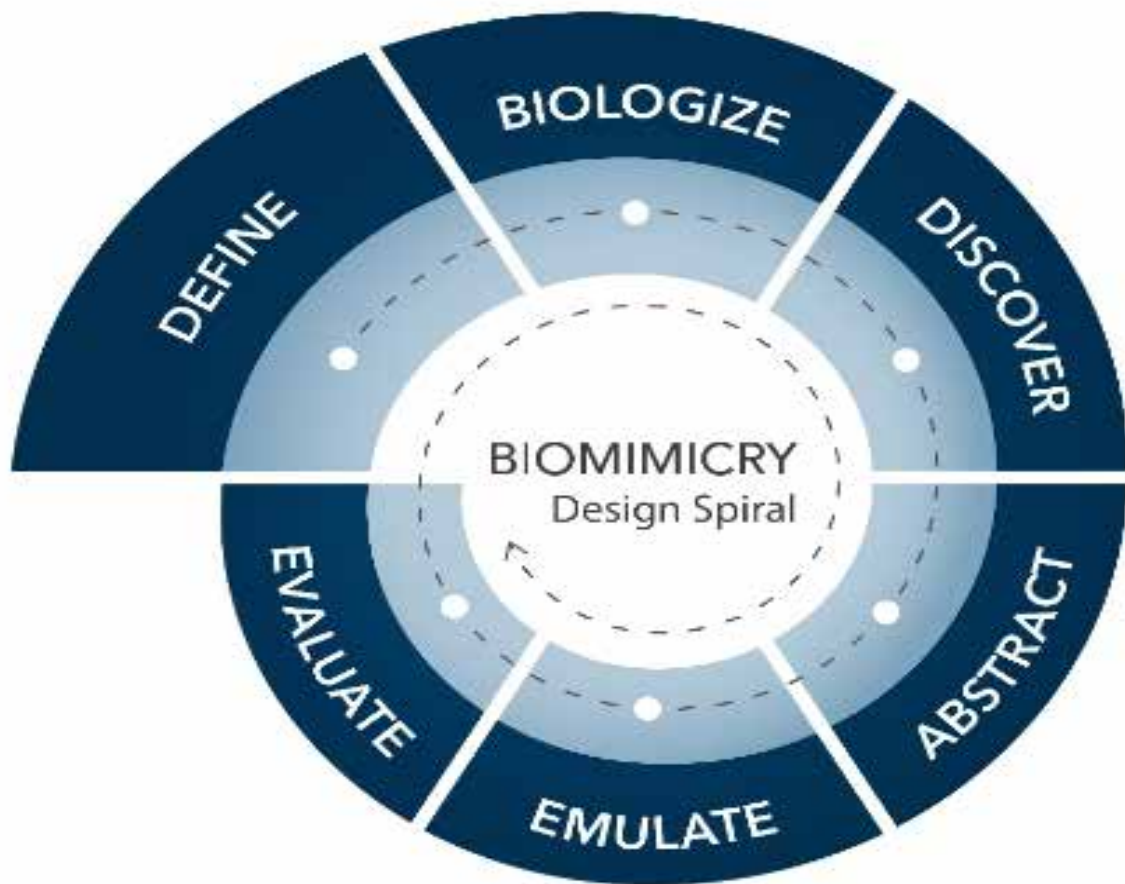 DEFINE
BIOLOGIZE
DISCOVER
ABSTRACT
EMULATE
EVALUATE
BIOMIMICRY
Design Spiral